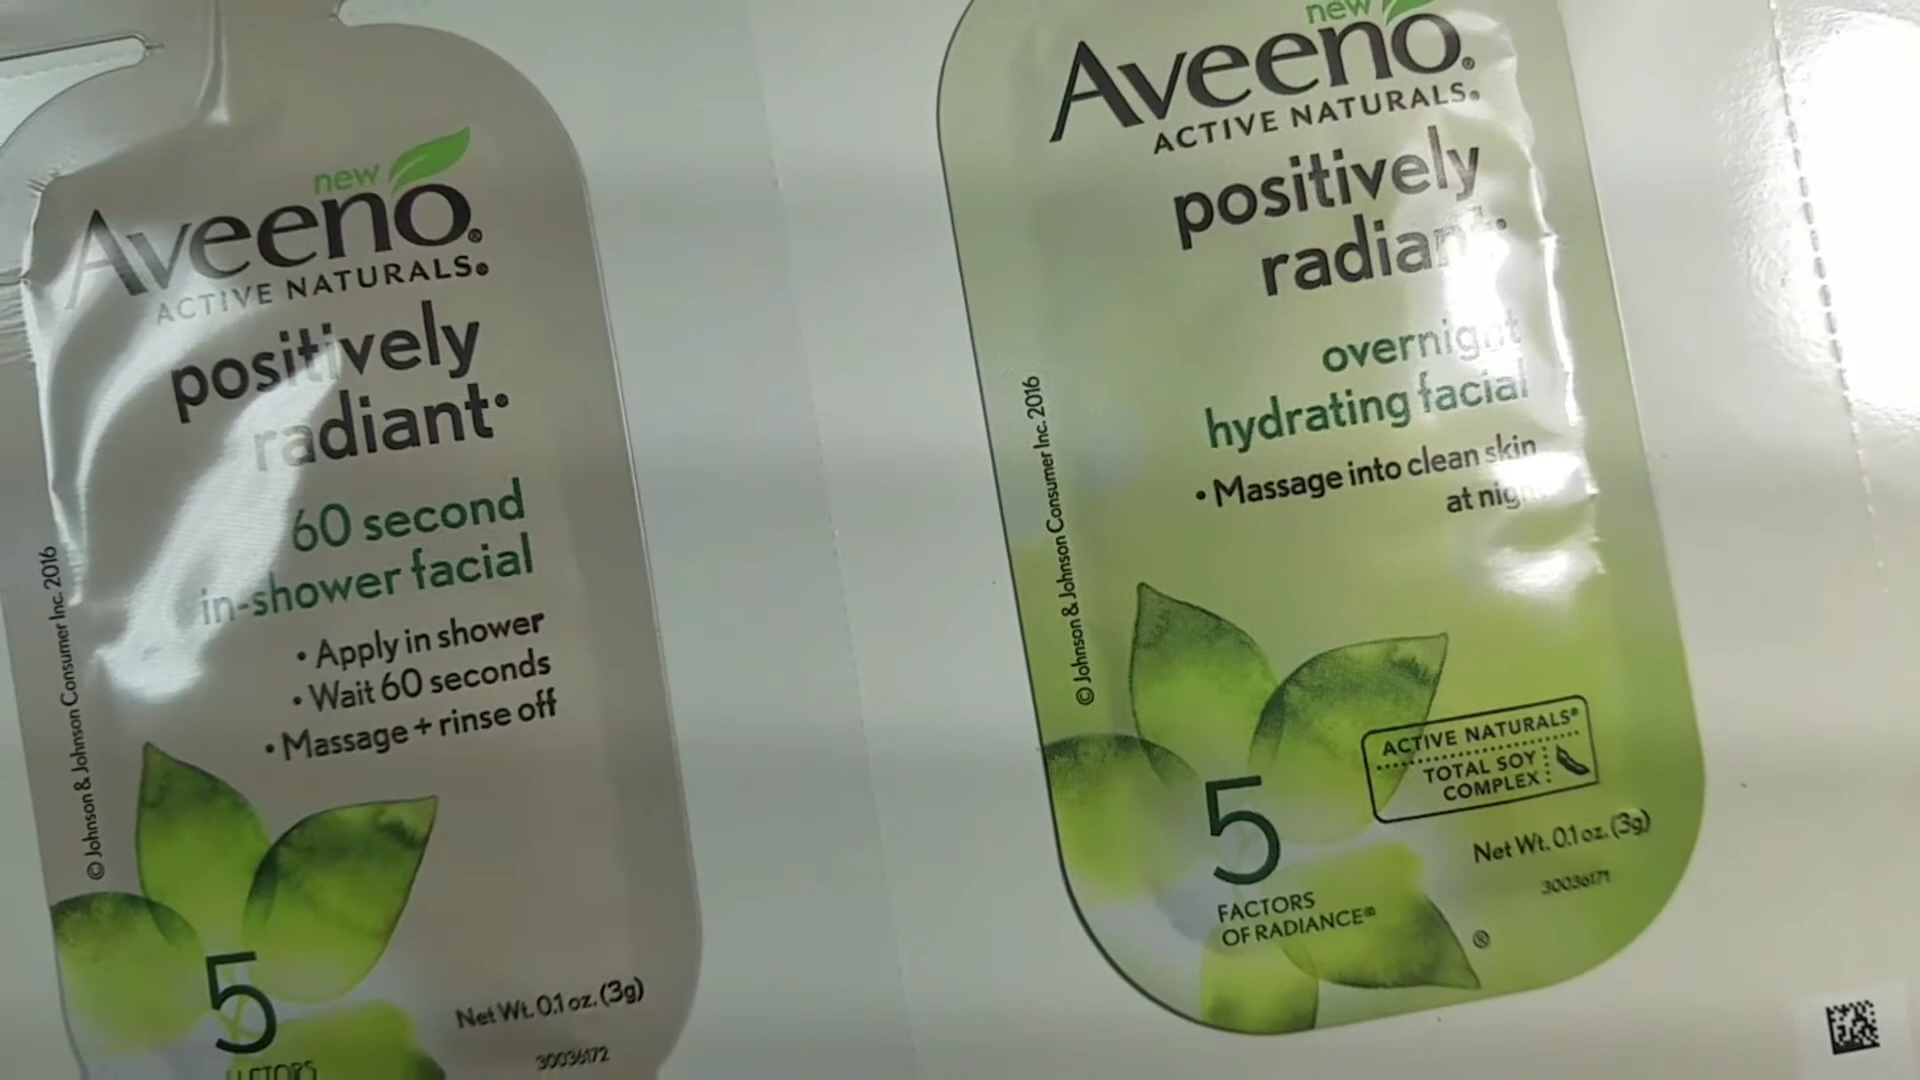 new
Aveeno®
ACTIVE NATURALS®
positively
radiant®
60 second
in-shower facial
• Apply in shower
• Wait 60 seconds
• Massage + rinse off
© Johnson & Johnson Consumer Inc. 2016
5
Net Wt. 0.1 oz. (3g)
30036172
new
Aveeno®
ACTIVE NATURALS®
positively
radiant®
overnight
hydrating facial
• Massage into clean skin
at night
© Johnson & Johnson Consumer Inc. 2016
ACTIVE NATURALS®
TOTAL SOY
COMPLEX
5
FACTORS
OF RADIANCE®
®
Net Wt. 0.1 oz. (3g)
30036171